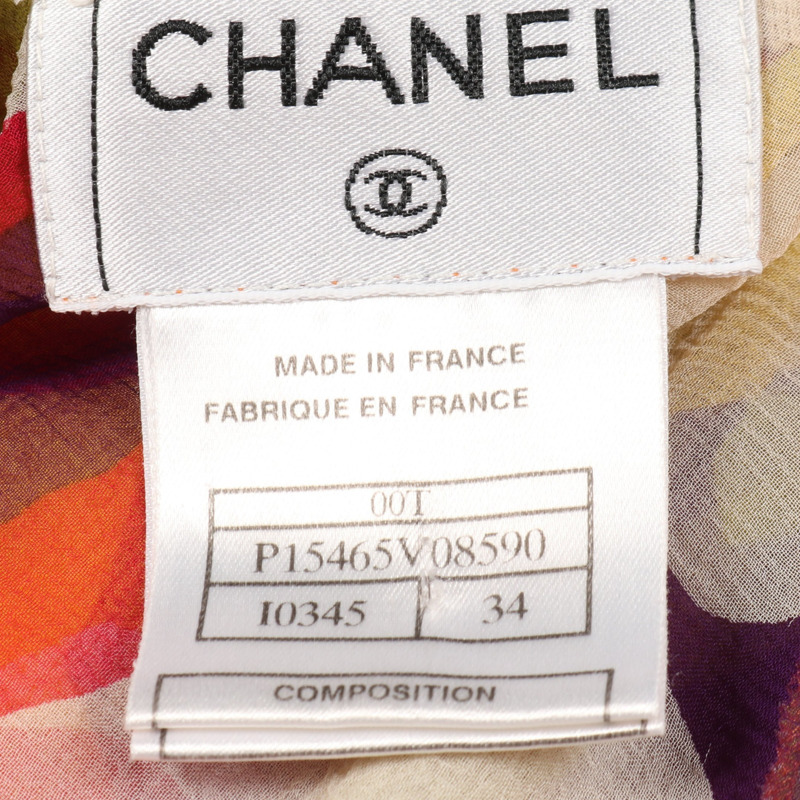 CHANEL
MADE IN FRANCE
FABRIQUE EN FRANCE
00T
P15465V08590
I0345 34
COMPOSITION